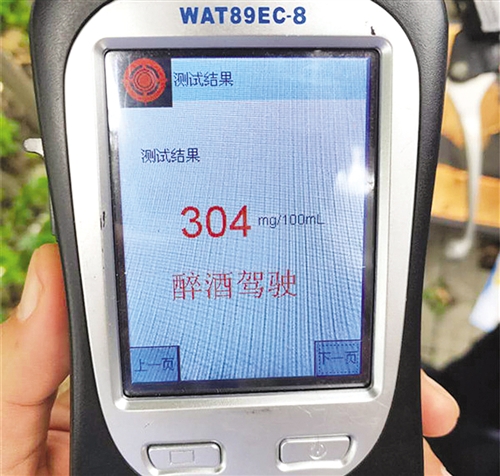 WAT89EC-8
测试结果
测试结果
304 mg/100mL
醉酒驾驶
上一页 下一页